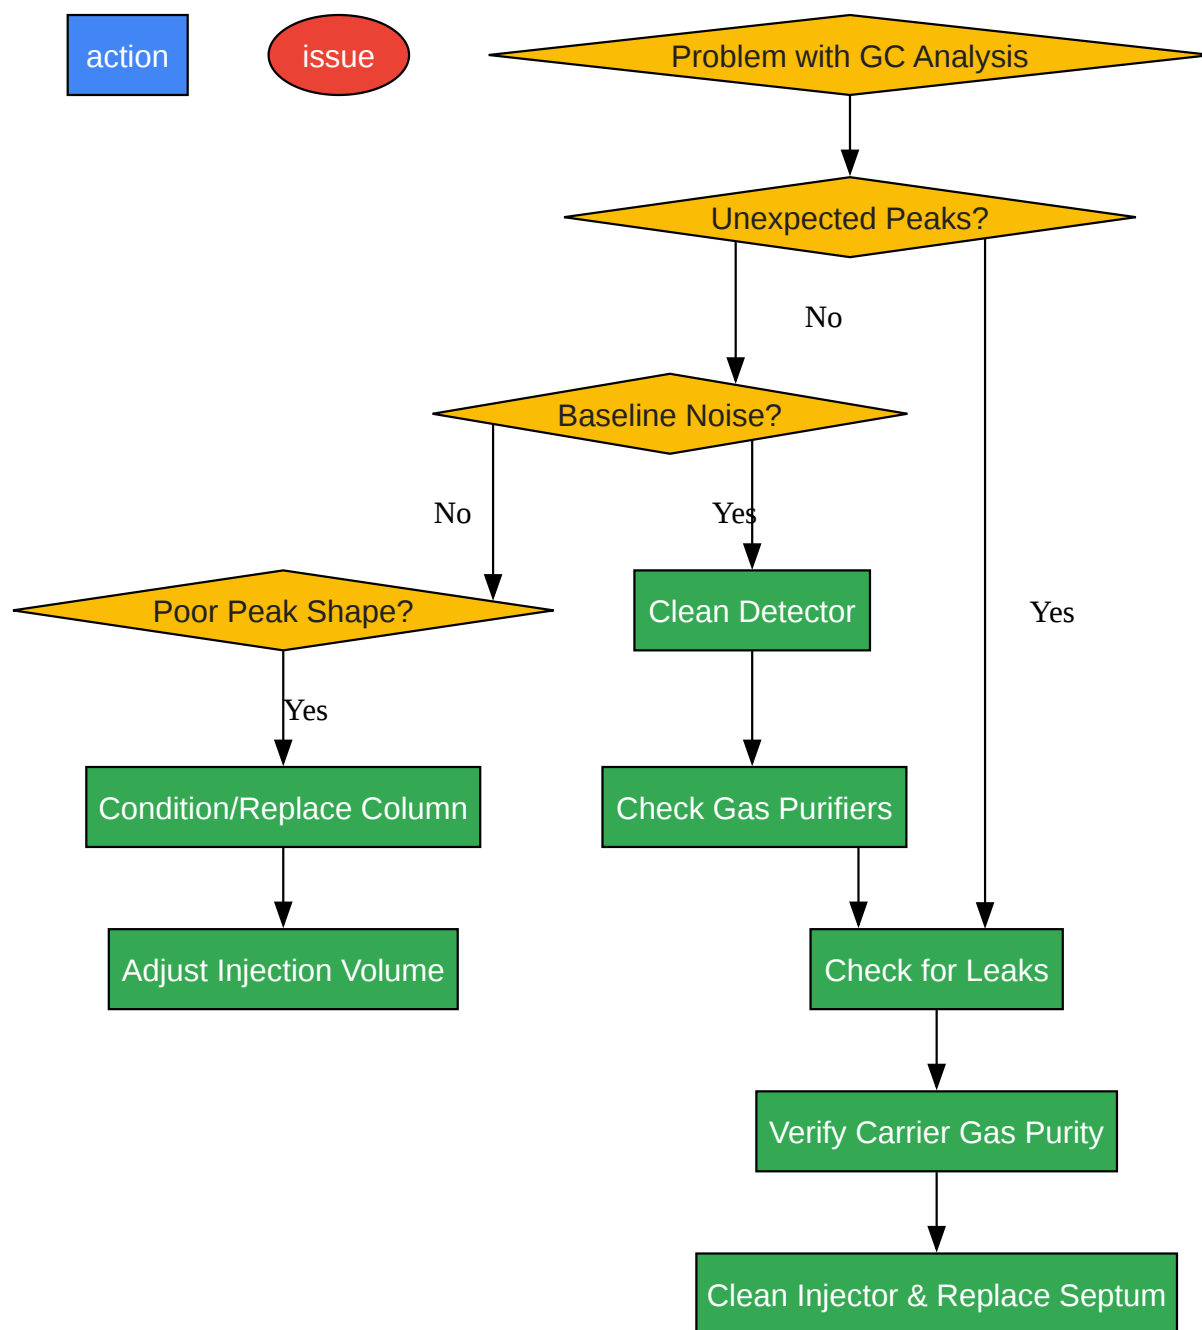 action
issue
Problem with GC Analysis
Unexpected Peaks?
No
Baseline Noise?
No
Yes
Poor Peak Shape?
Clean Detector
Yes
Yes
Condition/Replace Column
Check Gas Purifiers
Adjust Injection Volume
Check for Leaks
Verify Carrier Gas Purity
Clean Injector & Replace Septum